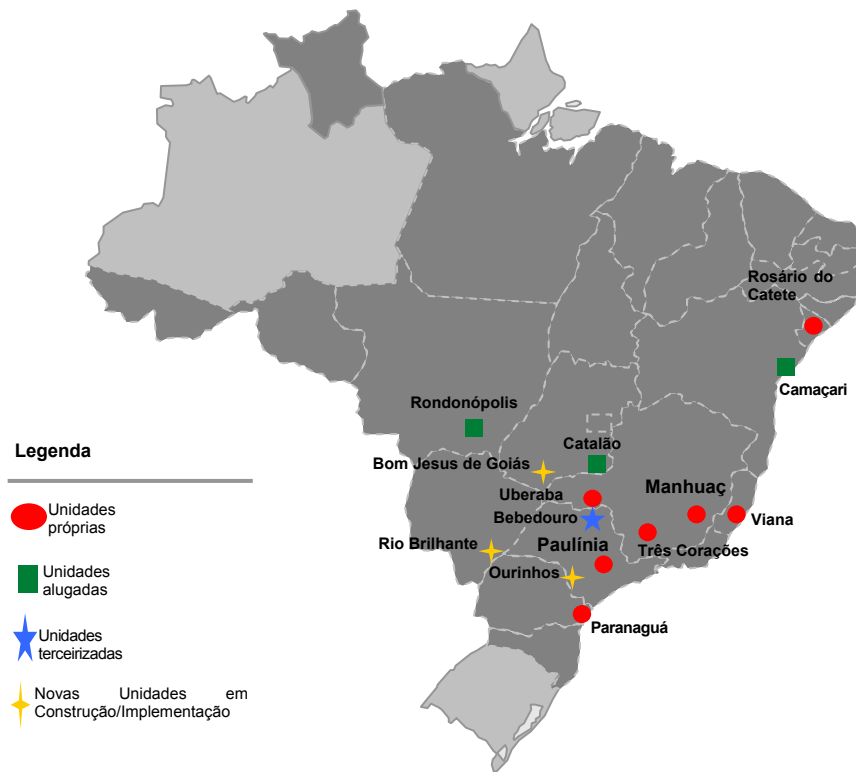 Rosário do
Catete
Camaçari
Rondonópolis
Catalão
Bom Jesus de Goiás
Legenda
Uberaba
Manhuaç
Unidades
próprias
Bebedouro
Viana
Rio Brilhante
Paulínia
Três Corações
Ourinhos
Unidades
alugadas
Paranaguá
Unidades
terceirizadas
Novas Unidades em
Construção/Implementação